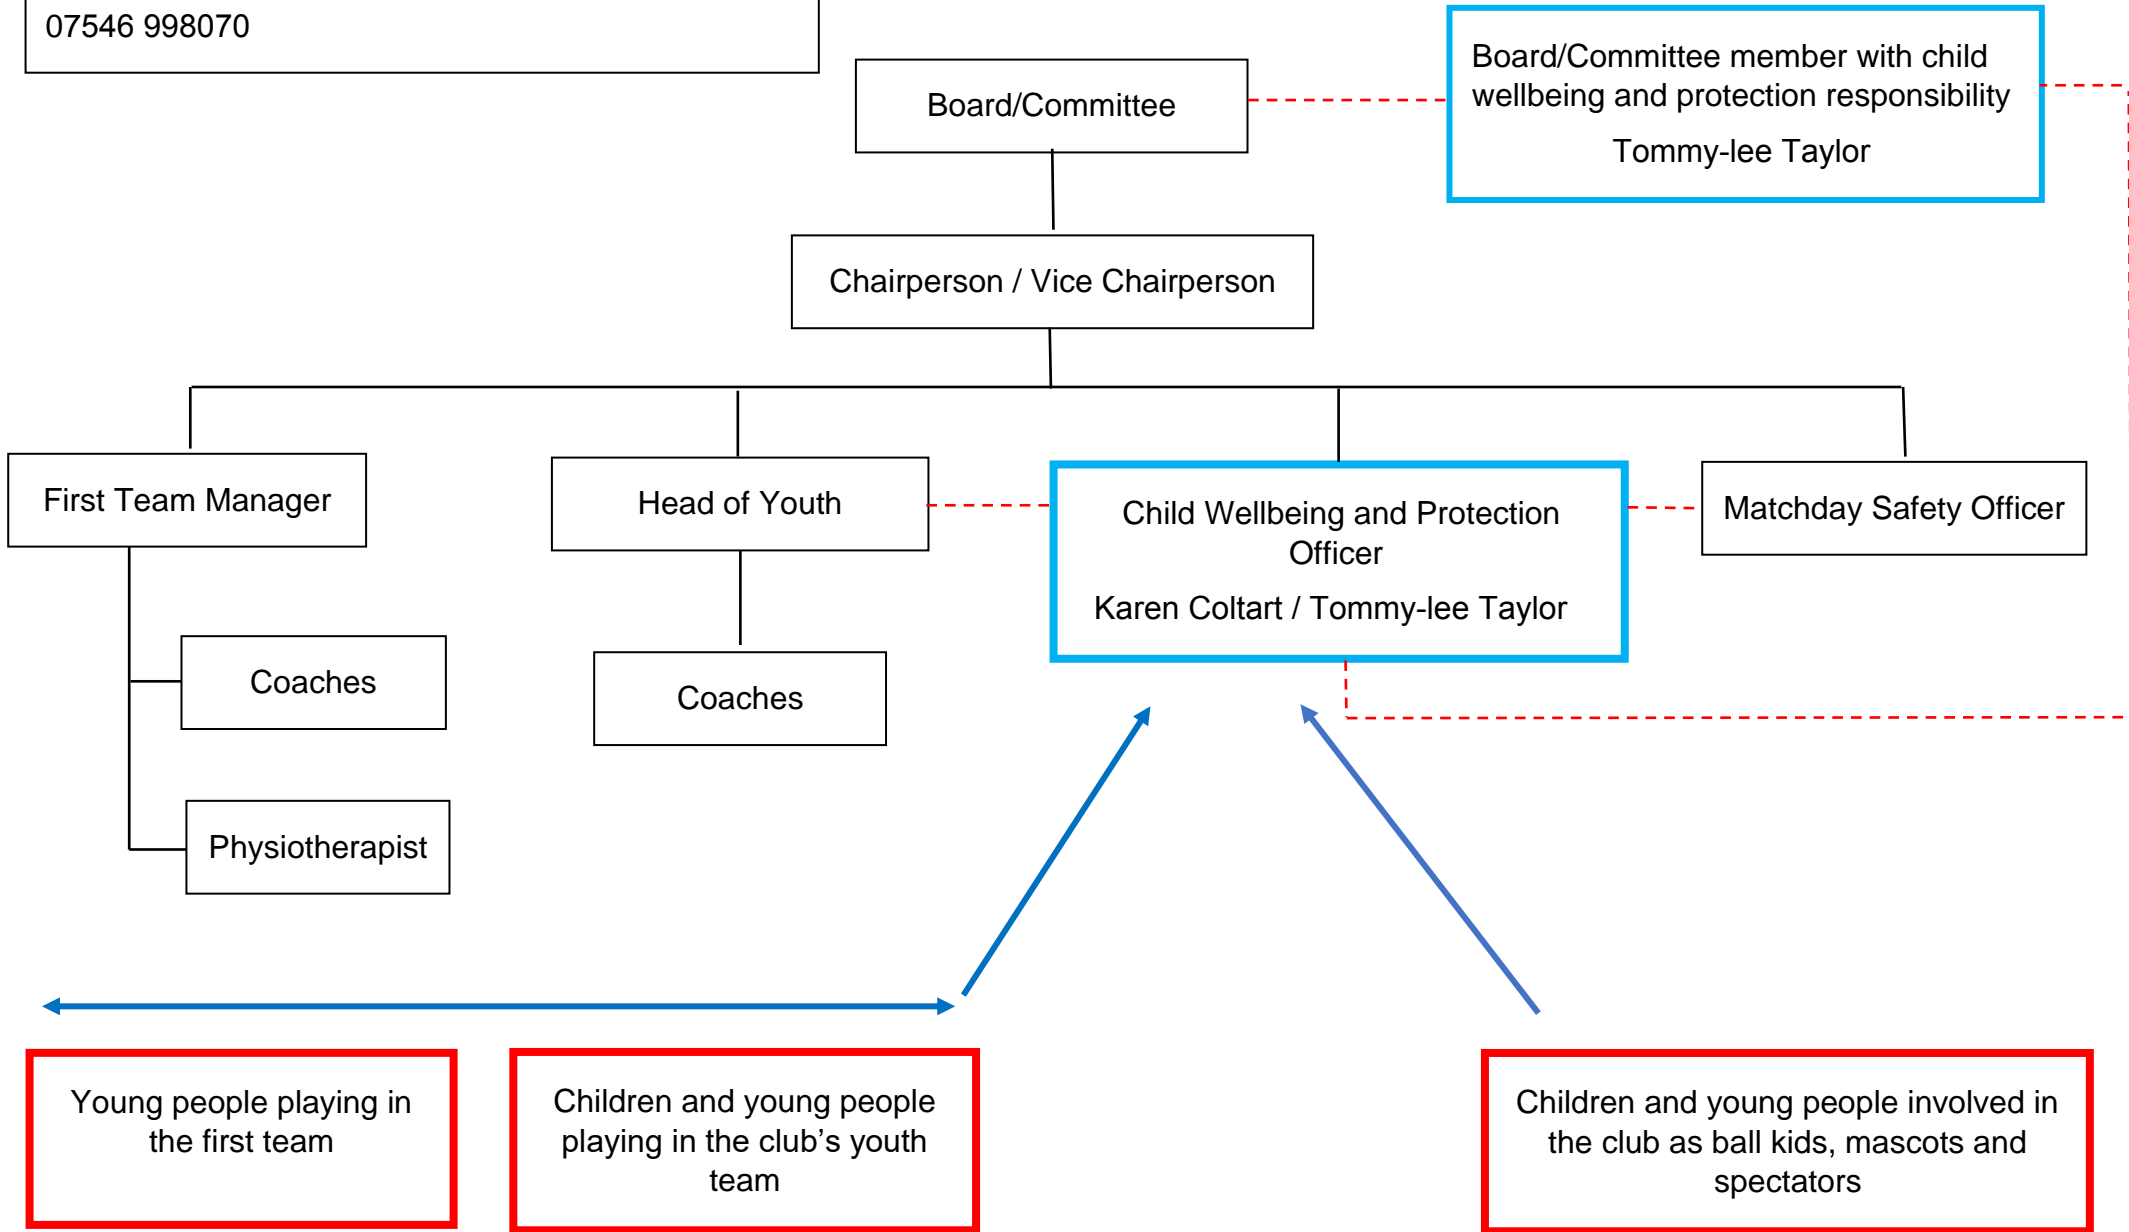 07546 998070
Board/Committee
Board/Committee member with child
wellbeing and protection responsibility
Tommy-lee Taylor
Chairperson / Vice Chairperson
First Team Manager
Head of Youth
Child Wellbeing and Protection
Officer
Karen Coltart / Tommy-lee Taylor
Matchday Safety Officer
Coaches
Coaches
Physiotherapist
Young people playing in
the first team
Children and young people
playing in the club’s youth
team
Children and young people involved in
the club as ball kids, mascots and
spectators